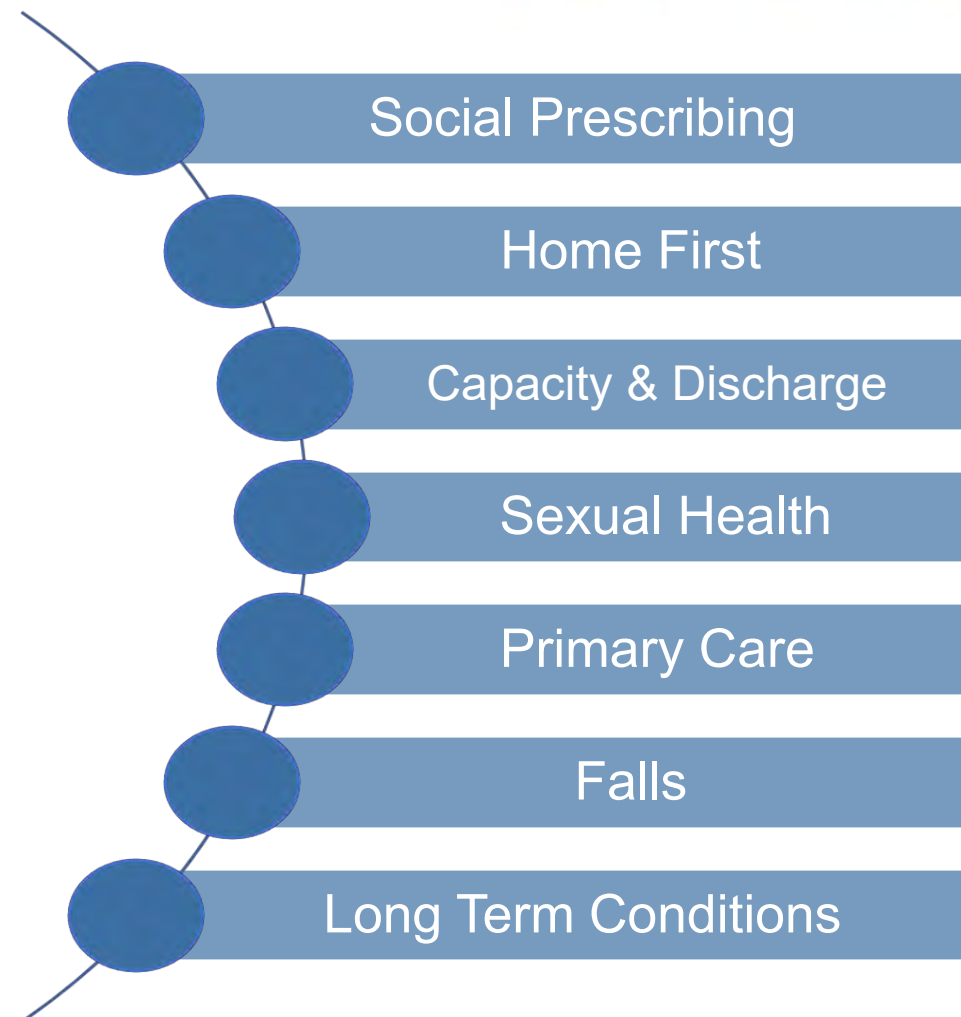 Social Prescribing
Home First
Capacity & Discharge
Sexual Health
Primary Care
Falls
Long Term Conditions